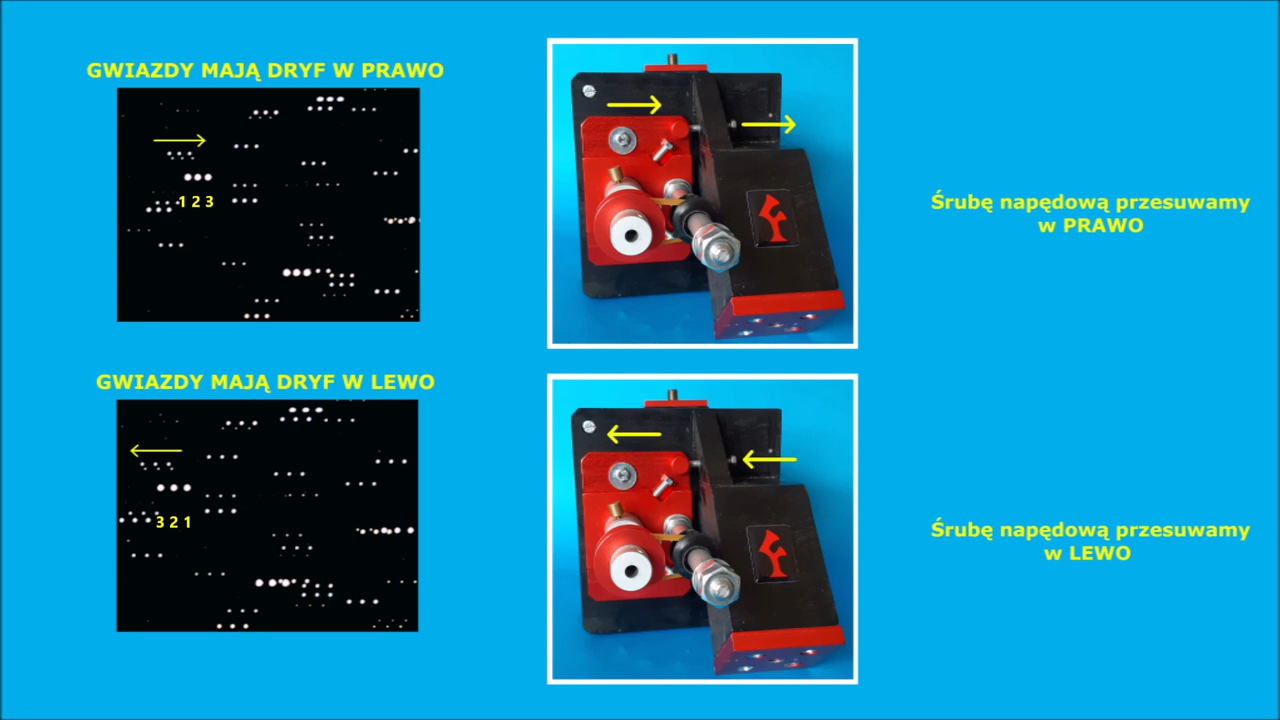 GWIAZDY MAJĄ DRYF W PRAWO
1 2 3
Śrubę napędową przesuwamy
w PRAWO
GWIAZDY MAJĄ DRYF W LEWO
3 2 1
Śrubę napędową przesuwamy
w LEWO